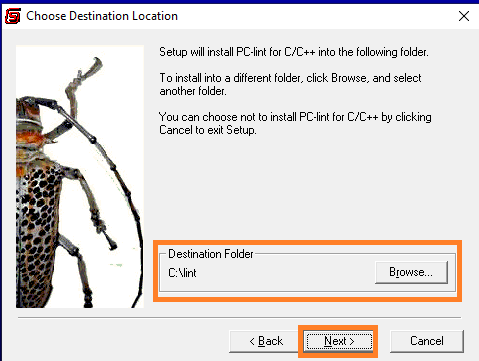 Choose Destination Location
Setup will install PC-lint for C/C++ into the following folder.
To install into a different folder, click Browse, and select
another folder.
You can choose not to install PC-lint for C/C++ by clicking
Cancel to exit Setup.
Destination Folder
C:\lint
Browse...
< Back
Next >
Cancel